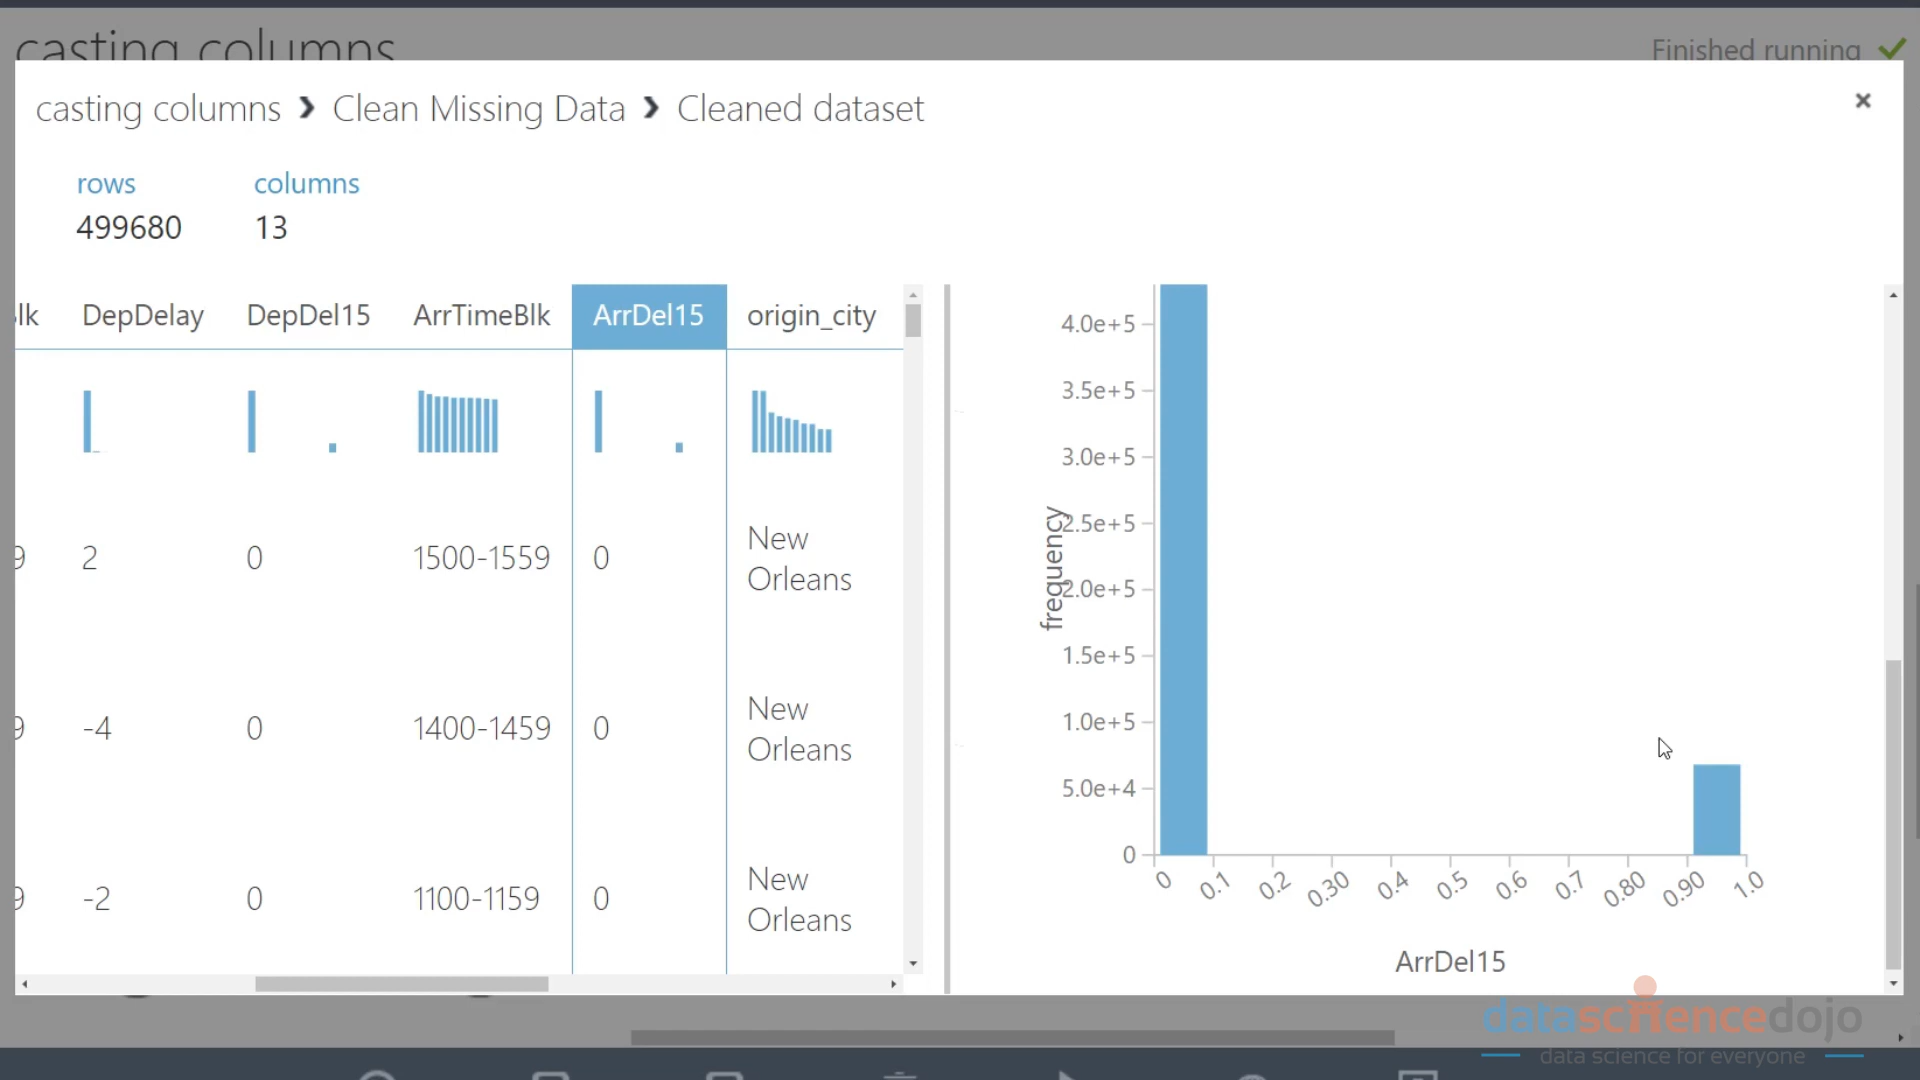 casting columns
Finished running
casting columns > Clean Missing Data > Cleaned dataset
rows columns
499680 13
DepDelay DepDel15 ArrTimeBlk ArrDel15 origin_city
2 0 1500-1559 0 New Orleans
-4 0 1400-1459 0 New Orleans
-2 0 1100-1159 0 New Orleans
frequency
4.0e+5
3.5e+5
3.0e+5
2.5e+5
2.0e+5
1.5e+5
1.0e+5
5.0e+4
0
0 0.1 0.2 0.30 0.4 0.5 0.6 0.7 0.80 0.90 1.0
ArrDel15
datasciencedojo
data science for everyone